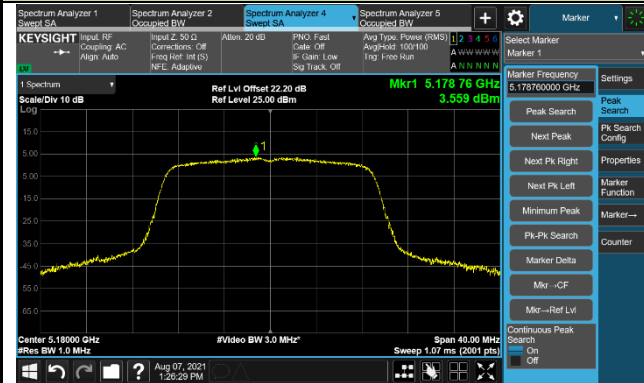 Spectrum Analyzer 1
Swept SA
Spectrum Analyzer 2
Occupied BW
Spectrum Analyzer 4
Swept SA
Spectrum Analyzer 5
Occupied BW
+
Marker
KEYSIGHT
Input: RF
Coupling: AC
Align: Auto
Input Z: 50 Ω
Corrections: Off
Freq Ref: Int (S)
NFE: Adaptive
Atten: 20 dB
PNO: Fast
Gate: Off
IF Gain: Low
Sig Track: Off
Avg Type: Power (RMS)
Avg|Hold: 100/100
Trig: Free Run
1 2 3 4 5 6
A W W W W W
A N N N N N
Select Marker
Marker 1
1 Spectrum
Scale/Div 10 dB
Log
Ref Lvl Offset 22.20 dB
Ref Level 25.00 dBm
Mkr1 5.178 76 GHz
3.559 dBm
15.0
5.00
-5.00
-15.0
-25.0
-35.0
-45.0
-55.0
-65.0
1
Center 5.18000 GHz
#Res BW 1.0 MHz
#Video BW 3.0 MHz*
Span 40.00 MHz
Sweep 1.07 ms (2001 pts)
Marker Frequency
5.178760000 GHz
Peak Search
Next Peak
Next Pk Right
Next Pk Left
Minimum Peak
Pk-Pk Search
Marker Delta
Mkr→CF
Mkr→Ref Lvl
Continuous Peak
Search
On
Off
Settings
Peak
Search
Pk Search
Config
Properties
Marker
Function
Marker→
Counter
?
Aug 07, 2021
1:26:29 PM